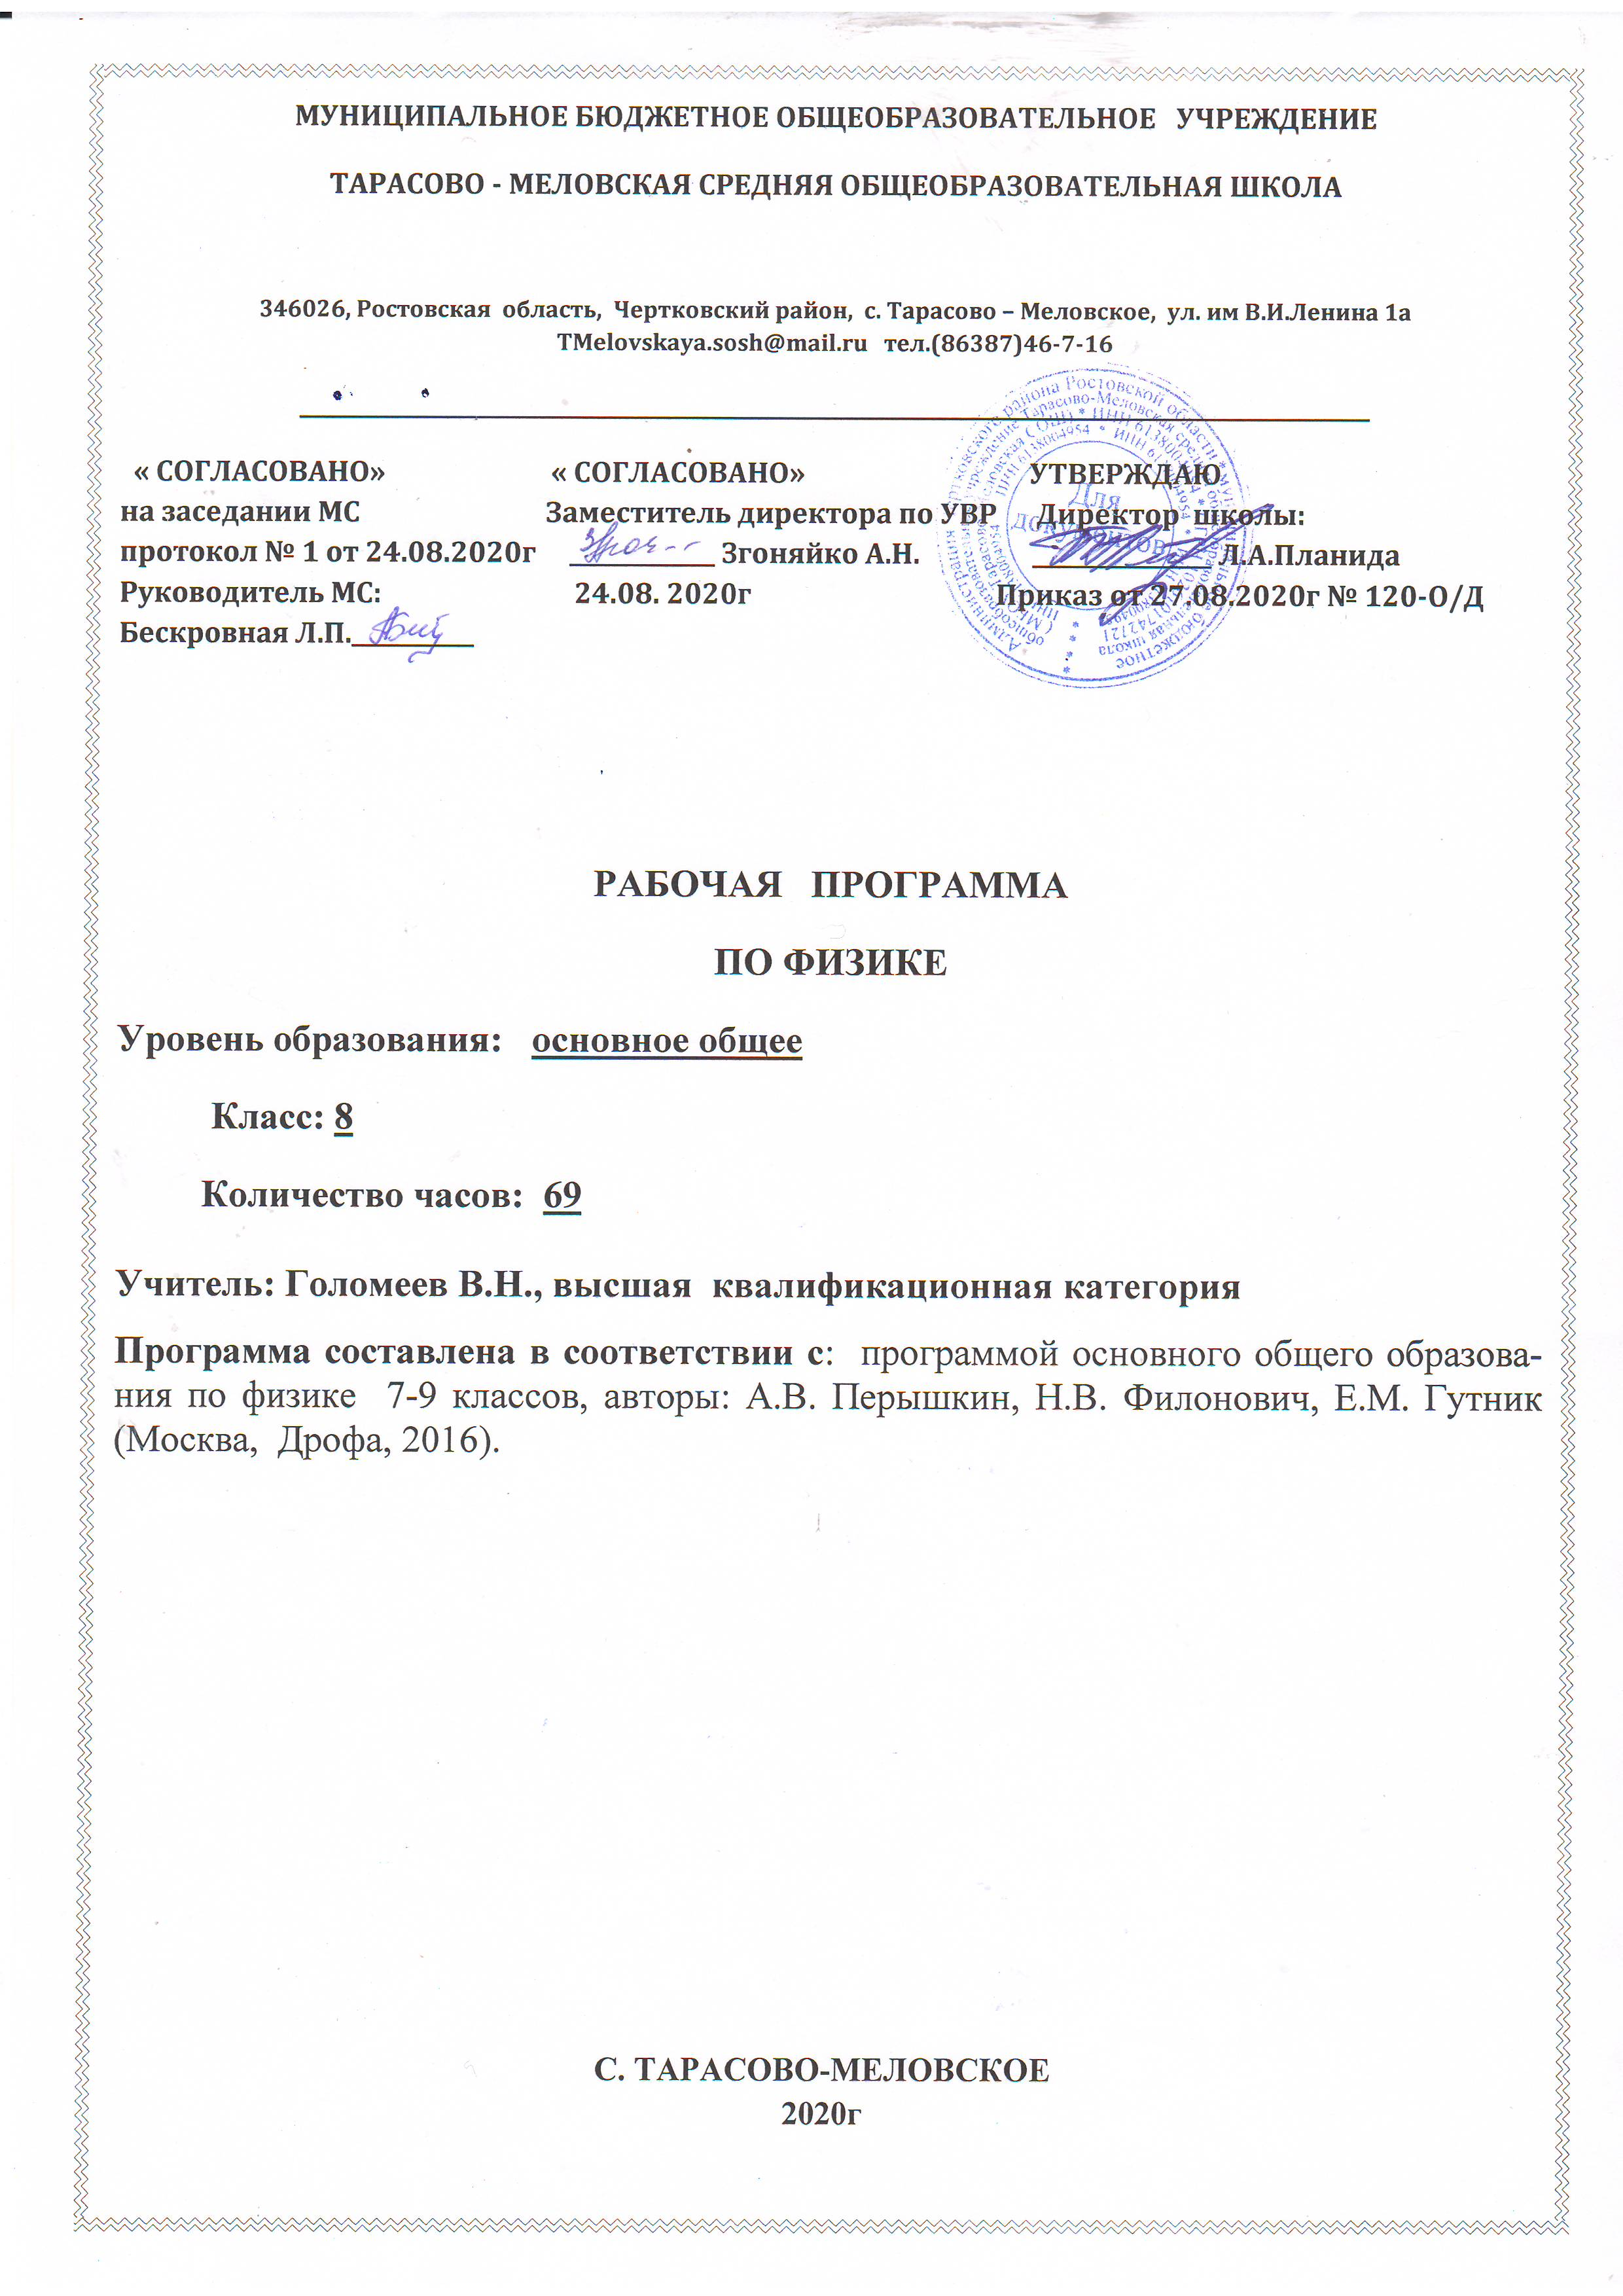 МУНИЦИПАЛЬНОЕ БЮДЖЕТНОЕ ОБЩЕОБРАЗОВАТЕЛЬНОЕ УЧРЕЖДЕНИЕ
ТАРАСОВО - МЕЛОВСКАЯ СРЕДНЯЯ ОБЩЕОБРАЗОВАТЕЛЬНАЯ ШКОЛА
346026, Ростовская область, Чертковский район, с. Тарасово – Меловское, ул. им В.И.Ленина 1а
TMelovskaya.sosh@mail.ru тел.(86387)46-7-16
« СОГЛАСОВАНО» « СОГЛАСОВАНО» УТВЕРЖДАЮ
на заседании МС Заместитель директора по УВР Директор школы:
протокол № 1 от 24.08.2020г Згоняйко А.Н. Л.А.Планида
Руководитель МС: 24.08. 2020г Приказ от 27.08.2020г № 120-О/Д
Бескровная Л.П.
Для
документов
РАБОЧАЯ ПРОГРАММА
ПО ФИЗИКЕ
Уровень образования: основное общее
Класс: 8
Количество часов: 69
Учитель: Голомеев В.Н., высшая квалификационная категория
Программа составлена в соответствии с: программой основного общего образова-
ния по физике 7-9 классов, авторы: А.В. Перышкин, Н.В. Филонович, Е.М. Гутник
(Москва, Дрофа, 2016).
С. ТАРАСОВО-МЕЛОВСКОЕ
2020г